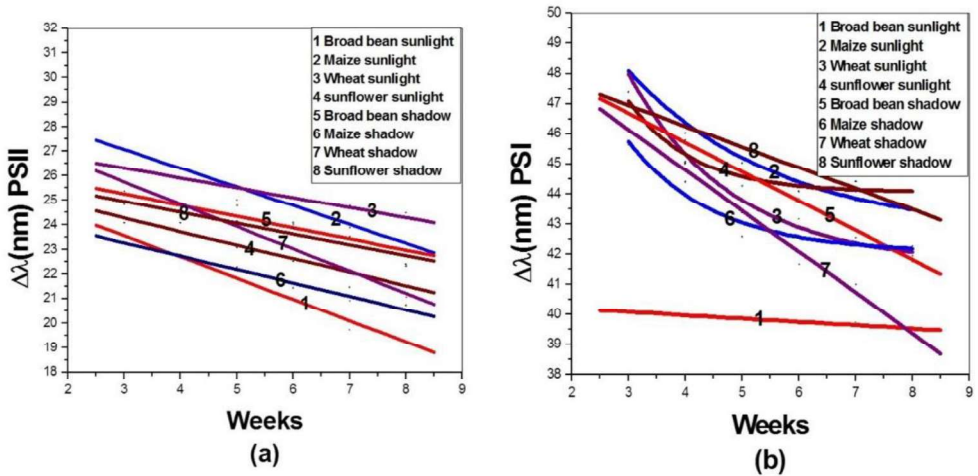 32
31
30
29
28
27
26
25
24
23
22
21
20
19
18
Δλ(nm) PSII
1 Broad bean sunlight
2 Maize sunlight
3 Wheat sunlight
4 sunflower sunlight
5 Broad bean shadow
6 Maize shadow
7 Wheat shadow
8 Sunflower shadow
3
2
5
8
7
4
6
1
2 3 4 5 6 7 8 9
Weeks
(a)
50
49
48
47
46
45
44
43
42
41
40
39
38
Δλ(nm) PSI
1 Broad bean sunlight
2 Maize sunlight
3 Wheat sunlight
4 sunflower sunlight
5 Broad bean shadow
6 Maize shadow
7 Wheat shadow
8 Sunflower shadow
8
4
2
6
3
5
7
1
2 3 4 5 6 7 8 9
Weeks
(b)